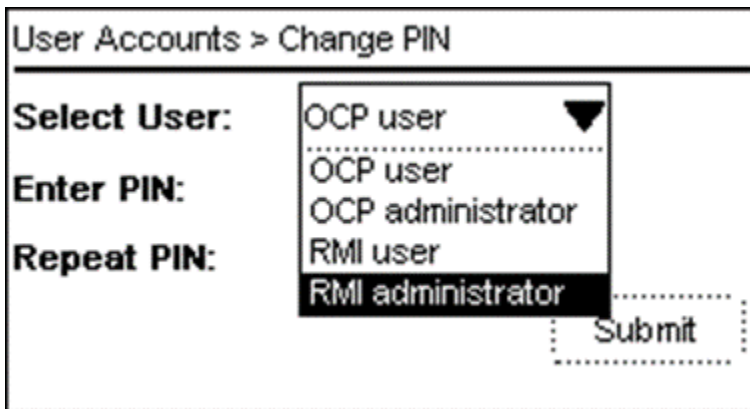 User Accounts > Change PIN
Select User:
OCP user
OCP user
Enter PIN:
OCP administrator
Repeat PIN:
RMI user
RMI administrator
Submit